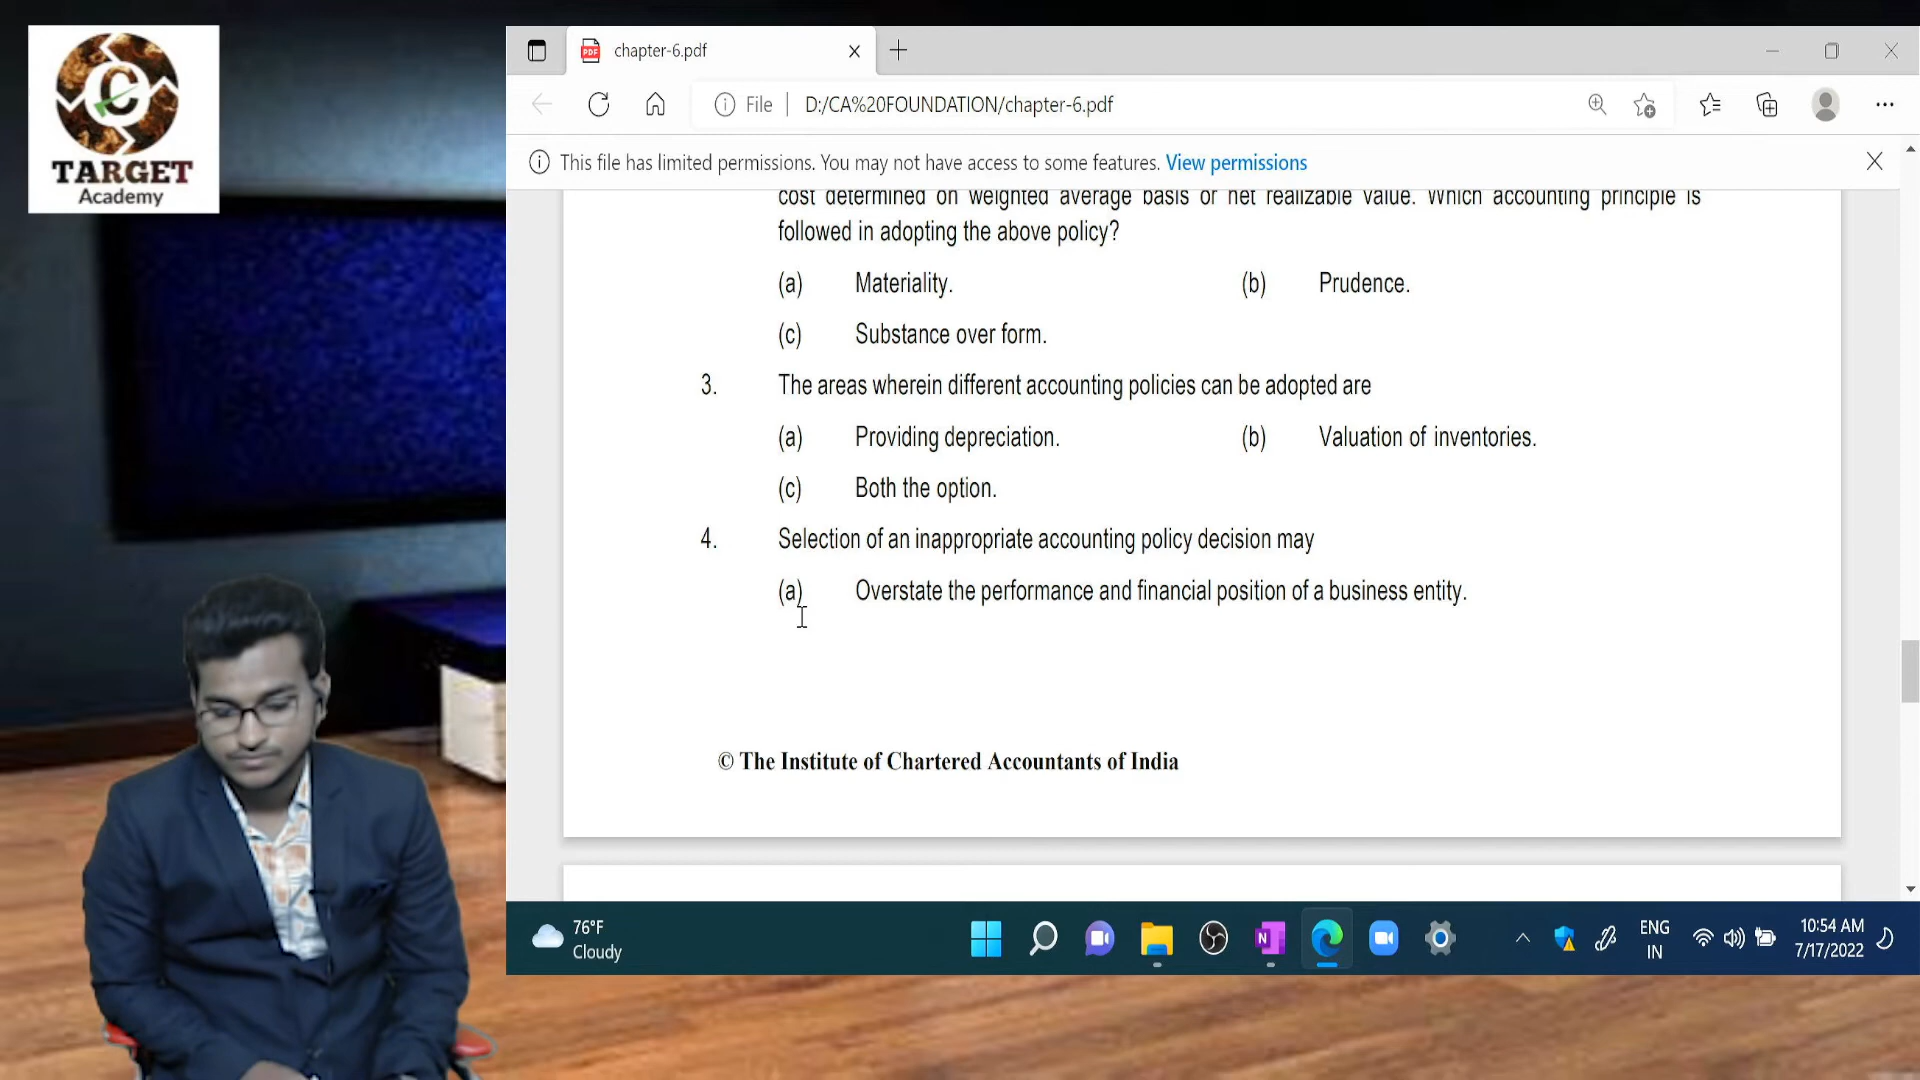 C
TARGET
Academy
chapter-6.pdf
File
D:/CA%20FOUNDATION/chapter-6.pdf
This file has limited permissions. You may not have access to some features. View permissions
cost determined on weighted average basis or net realizable value. Which accounting principle is
followed in adopting the above policy?
(a) Materiality. (b) Prudence.
(c) Substance over form.
3. The areas wherein different accounting policies can be adopted are
(a) Providing depreciation. (b) Valuation of inventories.
(c) Both the option.
4. Selection of an inappropriate accounting policy decision may
(a) Overstate the performance and financial position of a business entity.
© The Institute of Chartered Accountants of India
76°F
Cloudy
ENG
IN
10:54 AM
7/17/2022